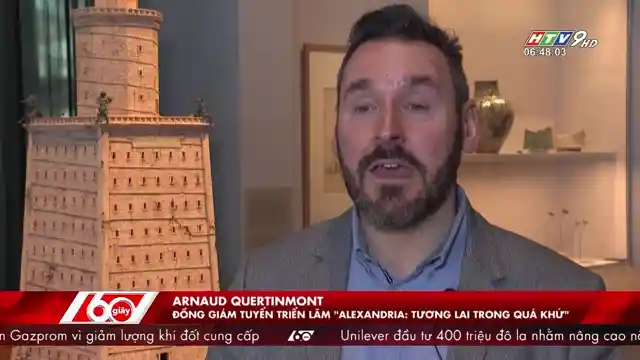 HTV9HD
06:48:03
ARNAUD QUERTINMONT
ĐỒNG GIÁM TUYỂN TRIỂN LÃM "ALEXANDRIA: TƯƠNG LAI TRONG QUÁ KHỨ"
60 giây
Gazprom vì giảm lượng khí đốt cung cấp
Unilever đầu tư 400 triệu đô la nhằm nâng cao